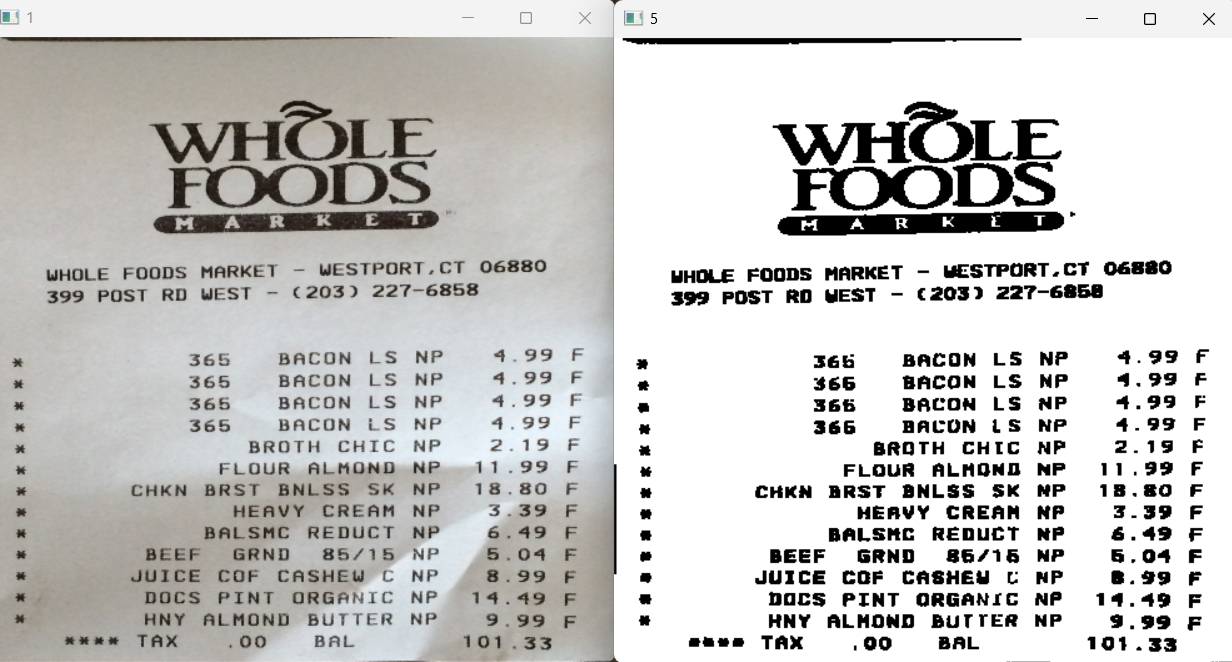 1
WHOLE
FOODS
MARKET
WHOLE FOODS MARKET - WESTPORT,CT 06880
399 POST RD WEST - (203) 227-6858
* 365 BACON LS NP 4.99 F
* 365 BACON LS NP 4.99 F
* 365 BACON LS NP 4.99 F
* 365 BACON LS NP 4.99 F
* BROTH CHIC NP 2.19 F
* FLOUR ALMOND NP 11.99 F
* CHKN BRST BNLSS SK NP 18.80 F
* HEAVY CREAM NP 3.39 F
* BALSMC REDUCT NP 6.49 F
* BEEF GRND 85/15 NP 5.04 F
* JUICE COF CASHEW C NP 8.99 F
* DOCS PINT ORGANIC NP 14.49 F
* HNY ALMOND BUTTER NP 9.99 F
**** TAX .00 BAL 101.33
5
WHOLE
FOODS
MARKET
WHOLE FOODS MARKET - WESTPORT,CT 06880
399 POST RD WEST - (203) 227-6858
* 365 BACON LS NP 4.99 F
* 365 BACON LS NP 4.99 F
* 365 BACON LS NP 4.99 F
* 365 BACON LS NP 4.99 F
* BROTH CHIC NP 2.19 F
* FLOUR ALMOND NP 11.99 F
* CHKN BRST BNLSS SK NP 18.80 F
* HEAVY CREAM NP 3.39 F
* BALSMC REDUCT NP 6.49 F
* BEEF GRND 85/15 NP 5.04 F
* JUICE COF CASHEW C NP 8.99 F
* DOCS PINT ORGANIC NP 14.49 F
* HNY ALMOND BUTTER NP 9.99 F
**** TAX .00 BAL 101.33